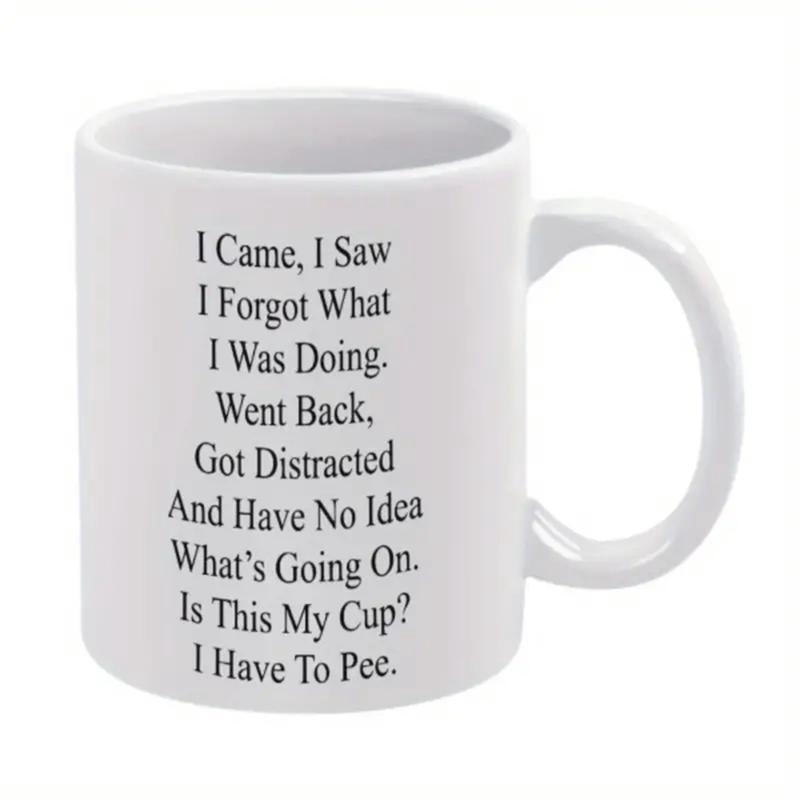 I Came, I Saw
I Forgot What
I Was Doing.
Went Back,
Got Distracted
And Have No Idea
What's Going On.
Is This My Cup?
I Have To Pee.